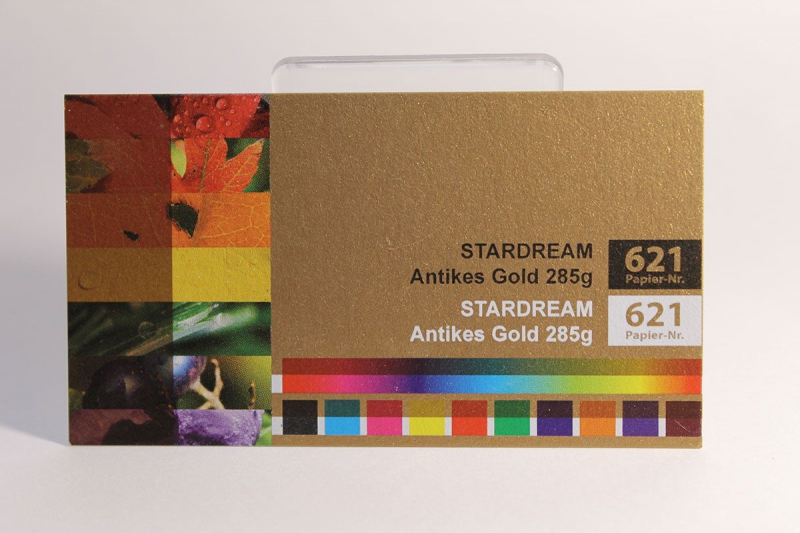 STARDREAM
Antikes Gold 285g
621
Papier-Nr.
STARDREAM
Antikes Gold 285g
621
Papier-Nr.